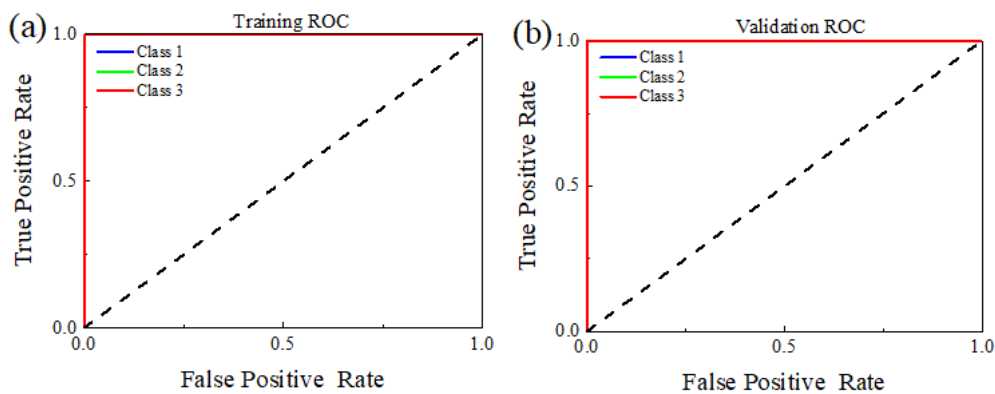 (a)
Training ROC
1.0
Class 1
Class 2
Class 3
True Positive Rate
0.5
0.0
0.0 0.5 1.0
False Positive Rate
(b)
Validation ROC
1.0
Class 1
Class 2
Class 3
True Positive Rate
0.5
0.0
0.0 0.5 1.0
False Positive Rate